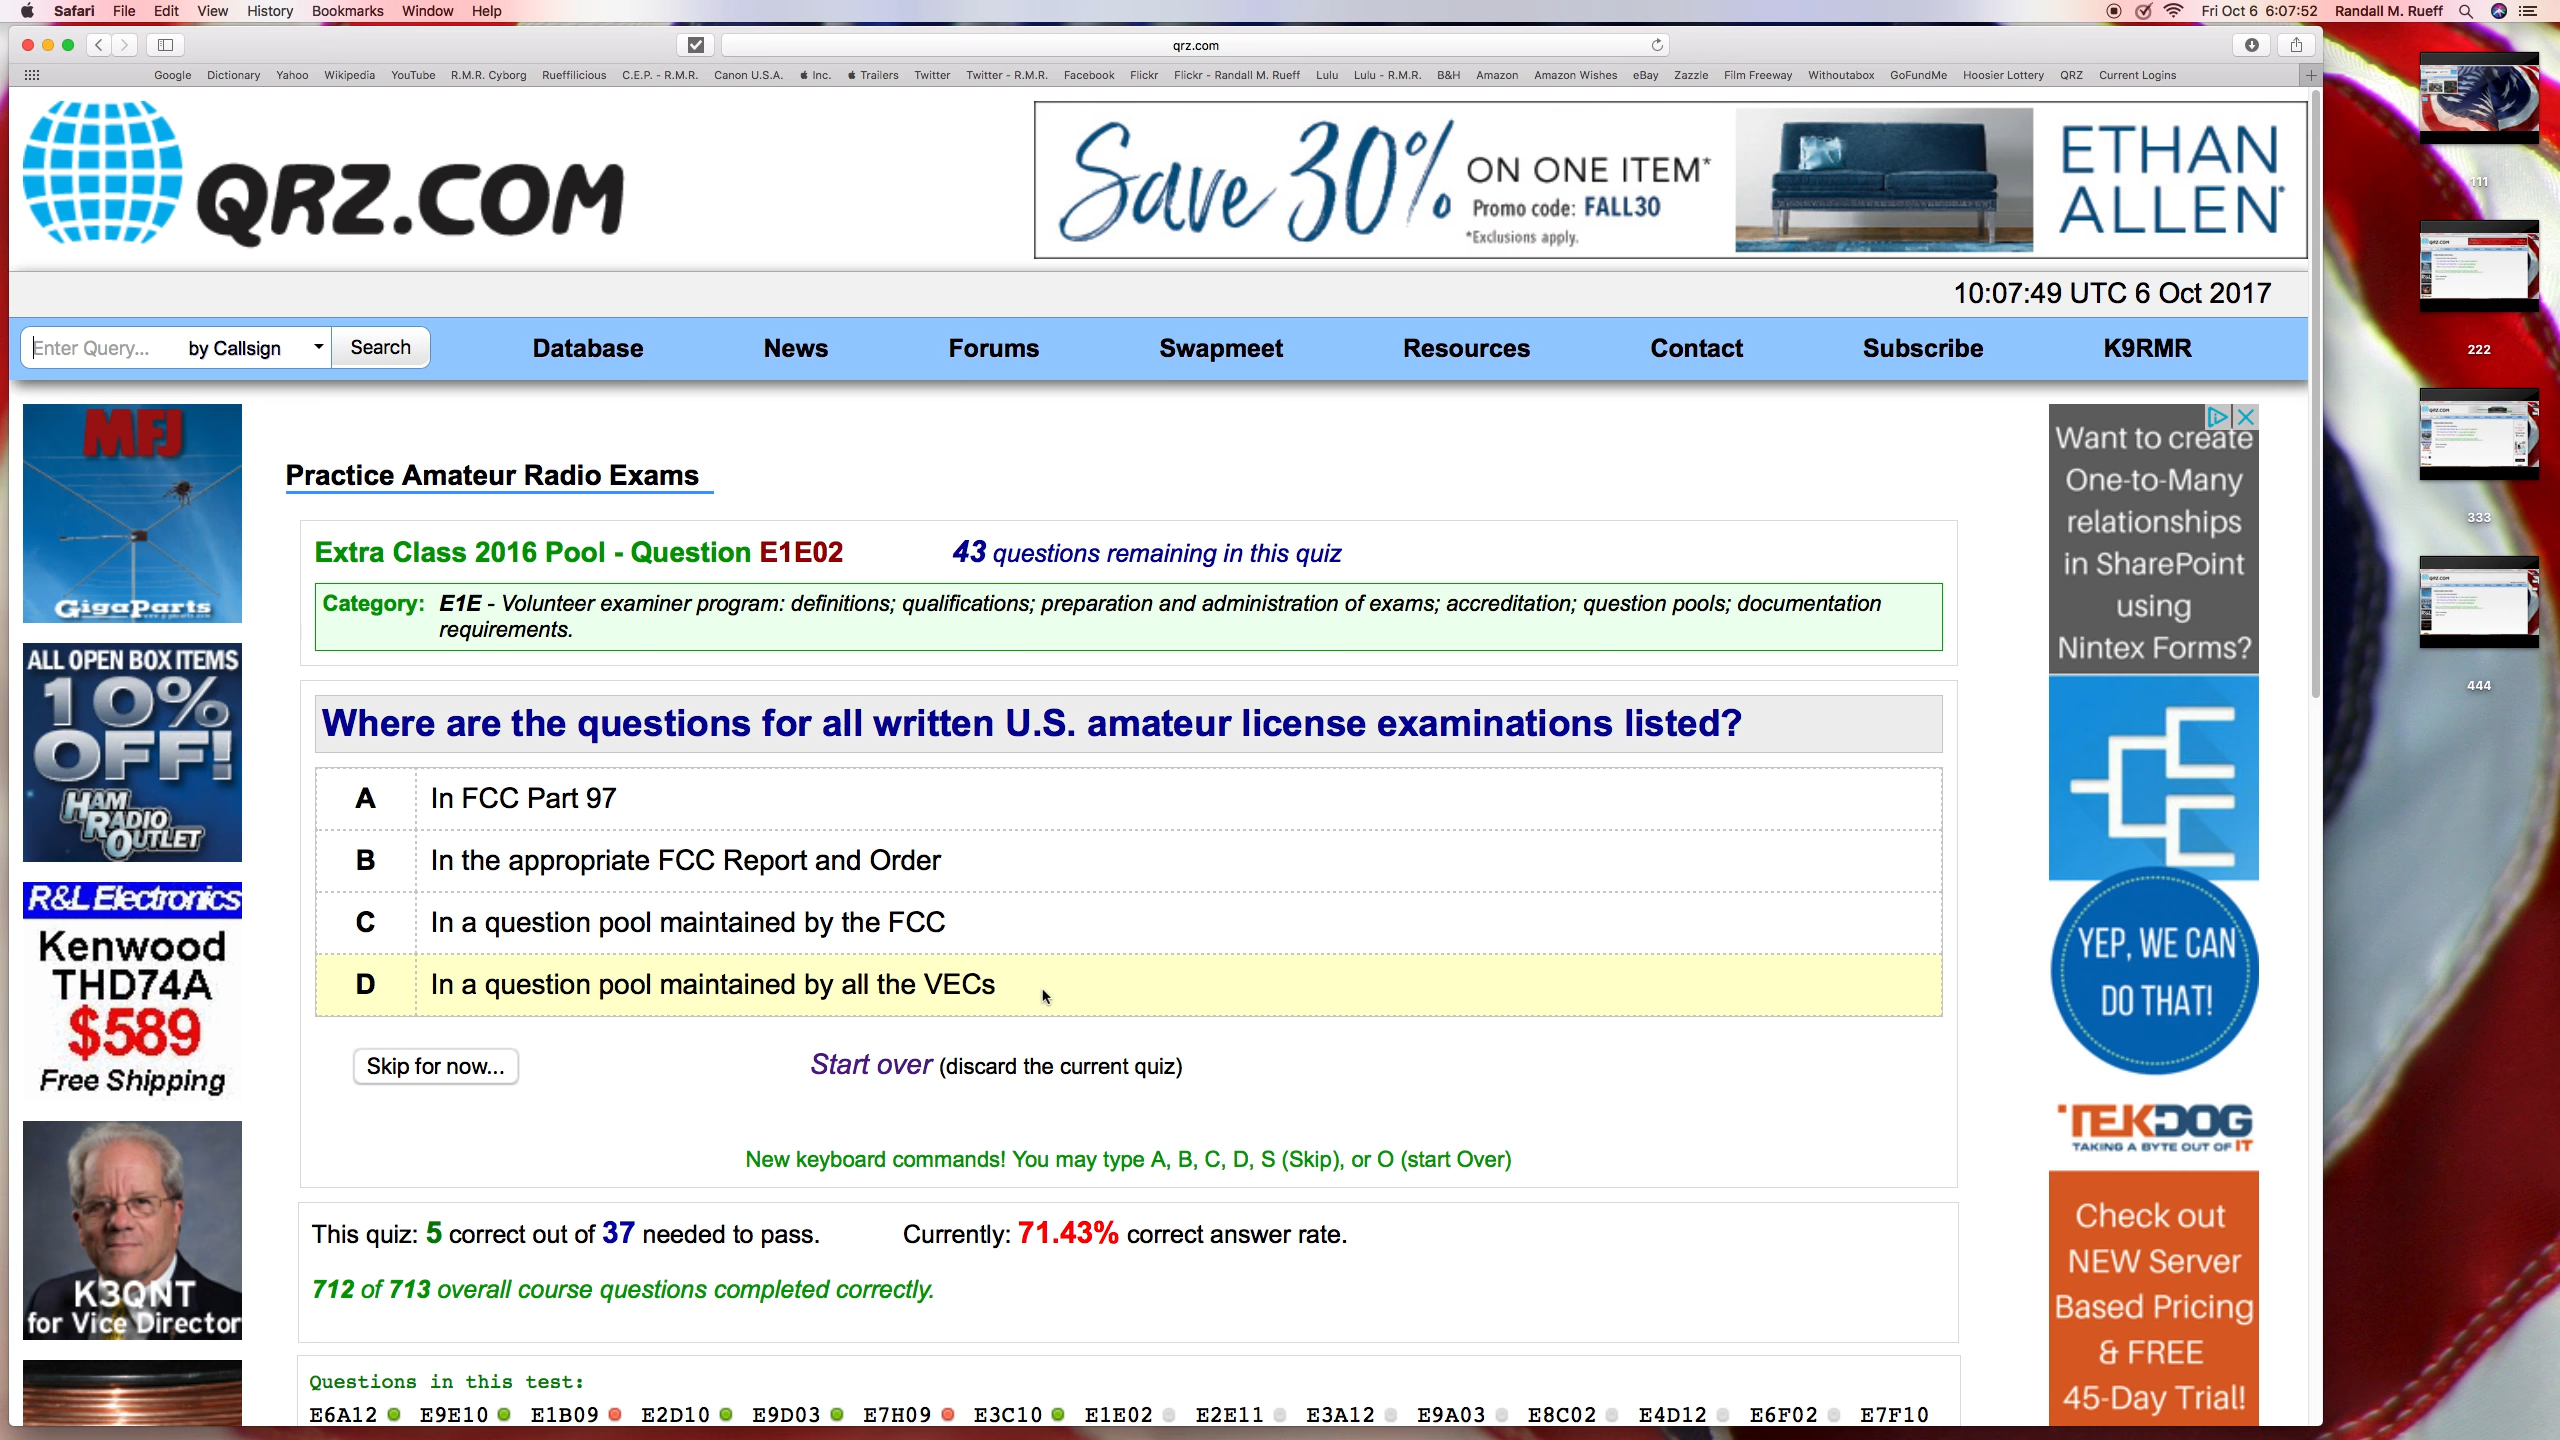 Safari File Edit View History Bookmarks Window Help
Fri Oct 6 6:07:52 Randall M. Rueff
qrz.com
Google Dictionary Yahoo Wikipedia YouTube R.M.R. Cyborg Rueffilicious C.E.P. - R.M.R. Canon U.S.A. Inc. Trailers Twitter Twitter - R.M.R. Facebook Flickr Flickr - Randall M. Rueff Lulu Lulu - R.M.R. B&H Amazon Amazon Wishes eBay Zazzle Film Freeway Withoutabox GoFundMe Hoosier Lottery QRZ Current Logins
QRZ.COM
Save 30% ON ONE ITEM*
Promo code: FALL30
*Exclusions apply.
ETHAN
ALLEN
10:07:49 UTC 6 Oct 2017
Enter Query... by Callsign Search Database News Forums Swapmeet Resources Contact Subscribe K9RMR
MFJ
GigaParts
ALL OPEN BOX ITEMS
10%
OFF!
HAM
RADIO
OUTLET
R&L Electronics
Kenwood
THD74A
$589
Free Shipping
K3QNT
for Vice Director
Practice Amateur Radio Exams
Extra Class 2016 Pool - Question E1E02 43 questions remaining in this quiz
Category: E1E - Volunteer examiner program: definitions; qualifications; preparation and administration of exams; accreditation; question pools; documentation
requirements.
Where are the questions for all written U.S. amateur license examinations listed?
A In FCC Part 97
B In the appropriate FCC Report and Order
C In a question pool maintained by the FCC
D In a question pool maintained by all the VECs
Skip for now... Start over (discard the current quiz)
New keyboard commands! You may type A, B, C, D, S (Skip), or O (start Over)
This quiz: 5 correct out of 37 needed to pass. Currently: 71.43% correct answer rate.
712 of 713 overall course questions completed correctly.
Questions in this test:
E6A12 E9E10 E1B09 E2D10 E9D03 E7H09 E3C10 E1E02 E2E11 E3A12 E9A03 E8C02 E4D12 E6F02 E7F10
Want to create
One-to-Many
relationships
in SharePoint
using
Nintex Forms?
YEP, WE CAN
DO THAT!
TEKDOG
TAKING A BYTE OUT OF IT
Check out
NEW Server
Based Pricing
& FREE
45-Day Trial!
111
222
333
444